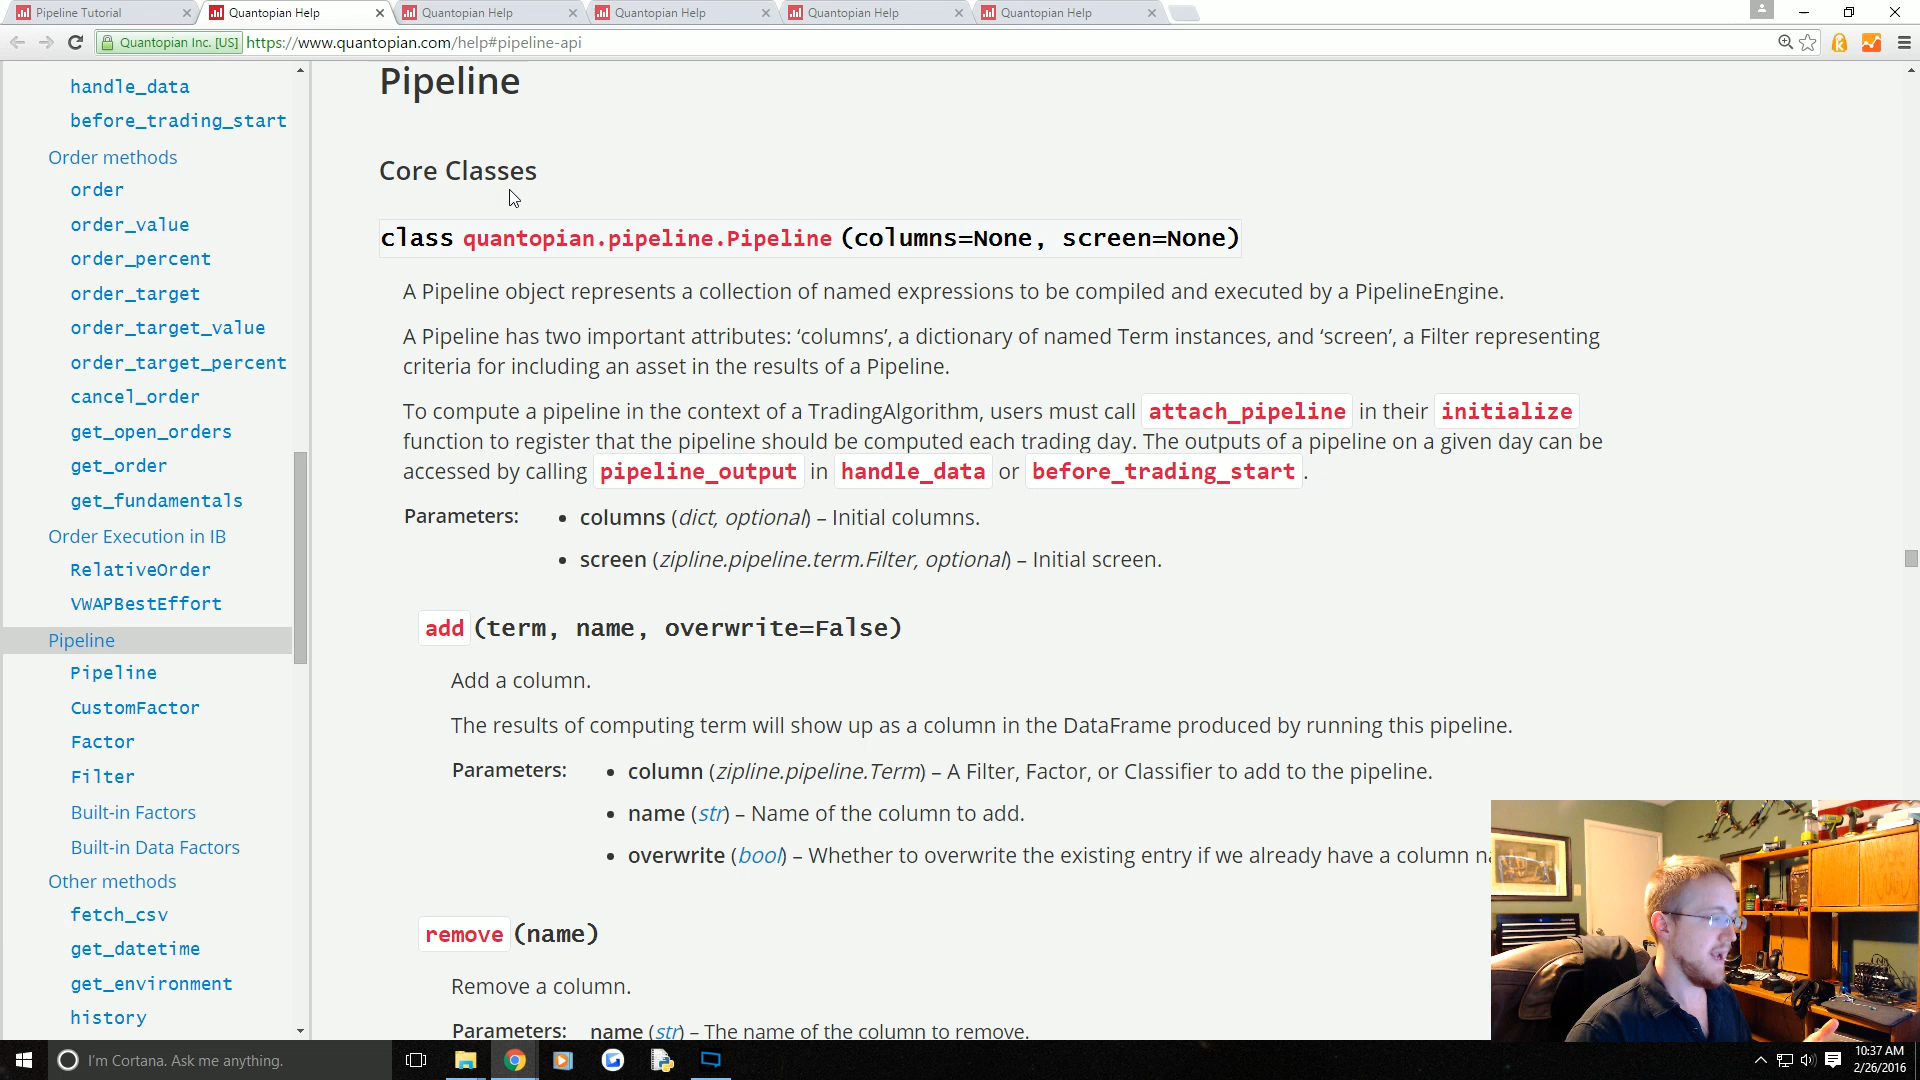 Pipeline Tutorial
Quantopian Help
Quantopian Help
Quantopian Help
Quantopian Help
Quantopian Help
Quantopian Inc. [US] https://www.quantopian.com/help#pipeline-api
handle_data
before_trading_start
Order methods
order
order_value
order_percent
order_target
order_target_value
order_target_percent
cancel_order
get_open_orders
get_order
get_fundamentals
Order Execution in IB
RelativeOrder
VWAPBestEffort
Pipeline
Pipeline
CustomFactor
Factor
Filter
Built-in Factors
Built-in Data Factors
Other methods
fetch_csv
get_datetime
get_environment
history
Pipeline
Core Classes
class quantopian.pipeline.Pipeline (columns=None, screen=None)
A Pipeline object represents a collection of named expressions to be compiled and executed by a PipelineEngine.
A Pipeline has two important attributes: ‘columns’, a dictionary of named Term instances, and ‘screen’, a Filter representing
criteria for including an asset in the results of a Pipeline.
To compute a pipeline in the context of a TradingAlgorithm, users must call attach_pipeline in their initialize
function to register that the pipeline should be computed each trading day. The outputs of a pipeline on a given day can be
accessed by calling pipeline_output in handle_data or before_trading_start.
Parameters: • columns (dict, optional) – Initial columns.
• screen (zipline.pipeline.term.Filter, optional) – Initial screen.
add (term, name, overwrite=False)
Add a column.
The results of computing term will show up as a column in the DataFrame produced by running this pipeline.
Parameters: • column (zipline.pipeline.Term) – A Filter, Factor, or Classifier to add to the pipeline.
• name (str) – Name of the column to add.
• overwrite (bool) – Whether to overwrite the existing entry if we already have a column
remove (name)
Remove a column.
Parameters: name (str) – The name of the column to remove.
I'm Cortana. Ask me anything.
10:37 AM
2/26/2016